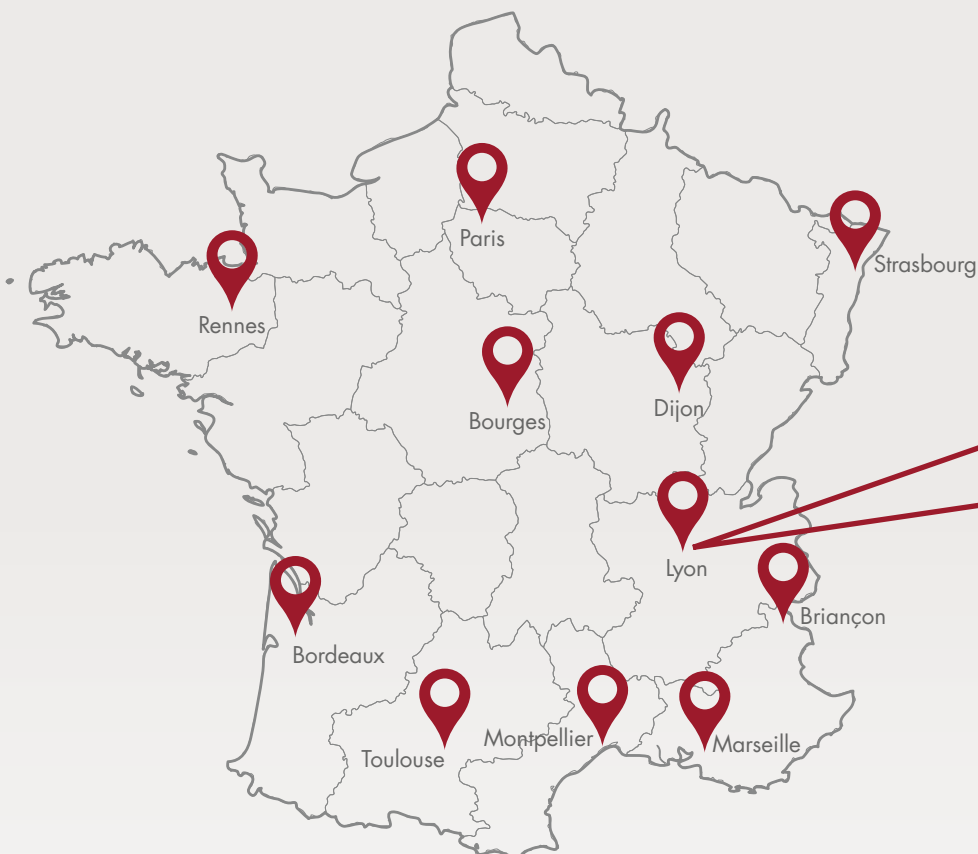 Paris
Strasbourg
Rennes
Bourges
Dijon
Lyon
Briançon
Bordeaux
Montpellier
Marseille
Toulouse